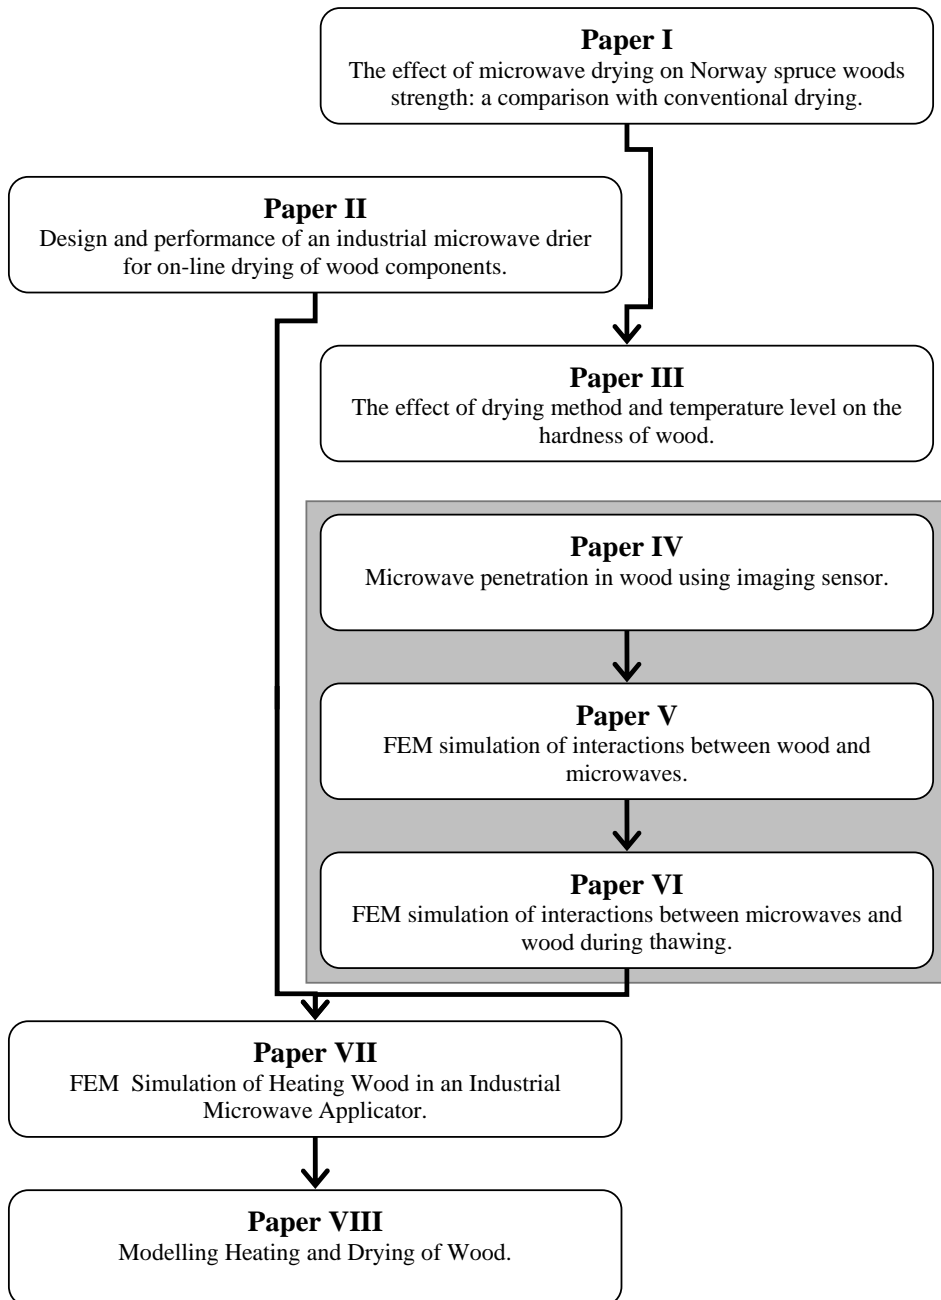 Paper I
The effect of microwave drying on Norway spruce woods
strength: a comparison with conventional drying.
Paper II
Design and performance of an industrial microwave drier
for on-line drying of wood components.
Paper III
The effect of drying method and temperature level on the
hardness of wood.
Paper IV
Microwave penetration in wood using imaging sensor.
Paper V
FEM simulation of interactions between wood and
microwaves.
Paper VI
FEM simulation of interactions between microwaves and
wood during thawing.
Paper VII
FEM Simulation of Heating Wood in an Industrial
Microwave Applicator.
Paper VIII
Modelling Heating and Drying of Wood.